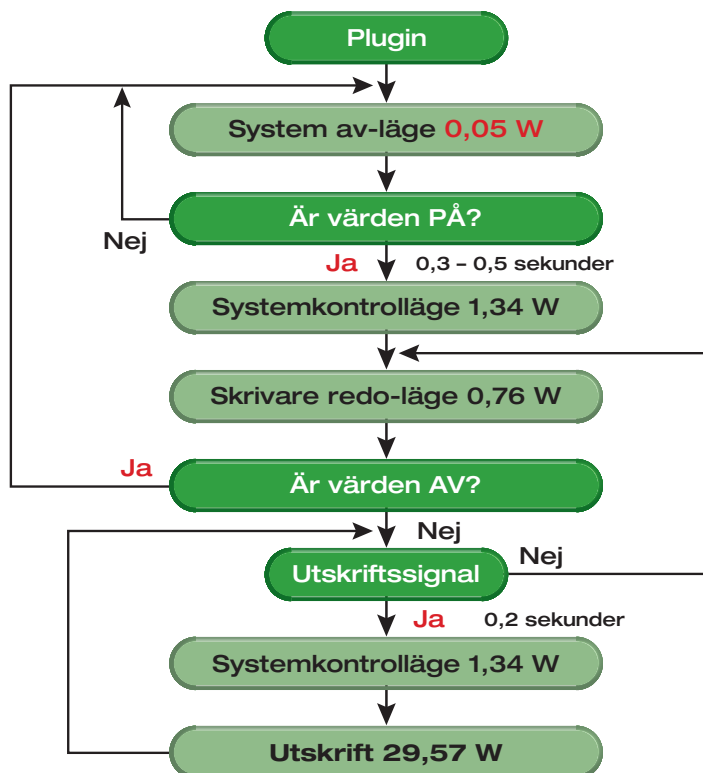 Plugin
System av-läge 0,05 W
Är värden PÅ?
Nej
Ja 0,3 – 0,5 sekunder
Systemkontrolläge 1,34 W
Skrivare redo-läge 0,76 W
Ja
Är värden AV?
Nej
Utskriftssignal
Nej
Ja 0,2 sekunder
Systemkontrolläge 1,34 W
Utskrift 29,57 W